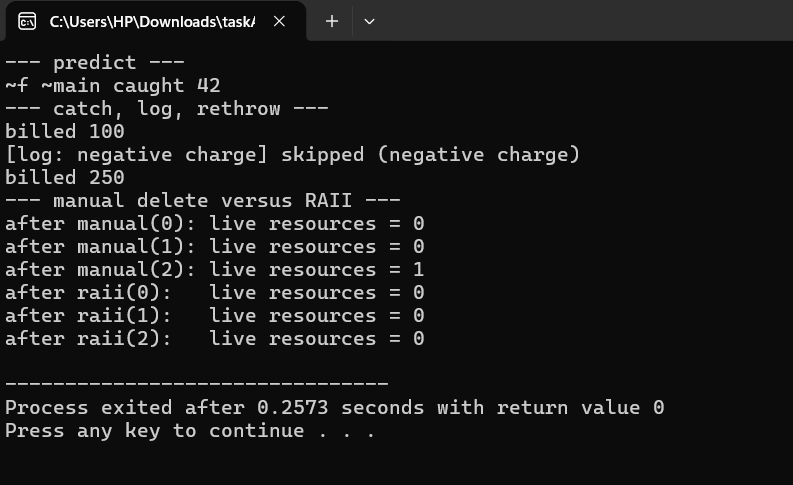 C:\Users\HP\Downloads\task
--- predict ---
~f ~main caught 42
--- catch, log, rethrow ---
billed 100
[log: negative charge] skipped (negative charge)
billed 250
--- manual delete versus RAII ---
after manual(0): live resources = 0
after manual(1): live resources = 0
after manual(2): live resources = 1
after raii(0):   live resources = 0
after raii(1):   live resources = 0
after raii(2):   live resources = 0
--------------------------------
Process exited after 0.2573 seconds with return value 0
Press any key to continue . . .